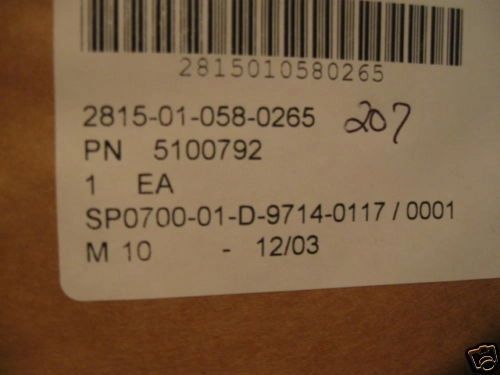 2815010580265
2815-01-058-0265 207
PN 5100792
1 EA
SP0700-01-D-9714-0117 / 0001
M 10 - 12/03